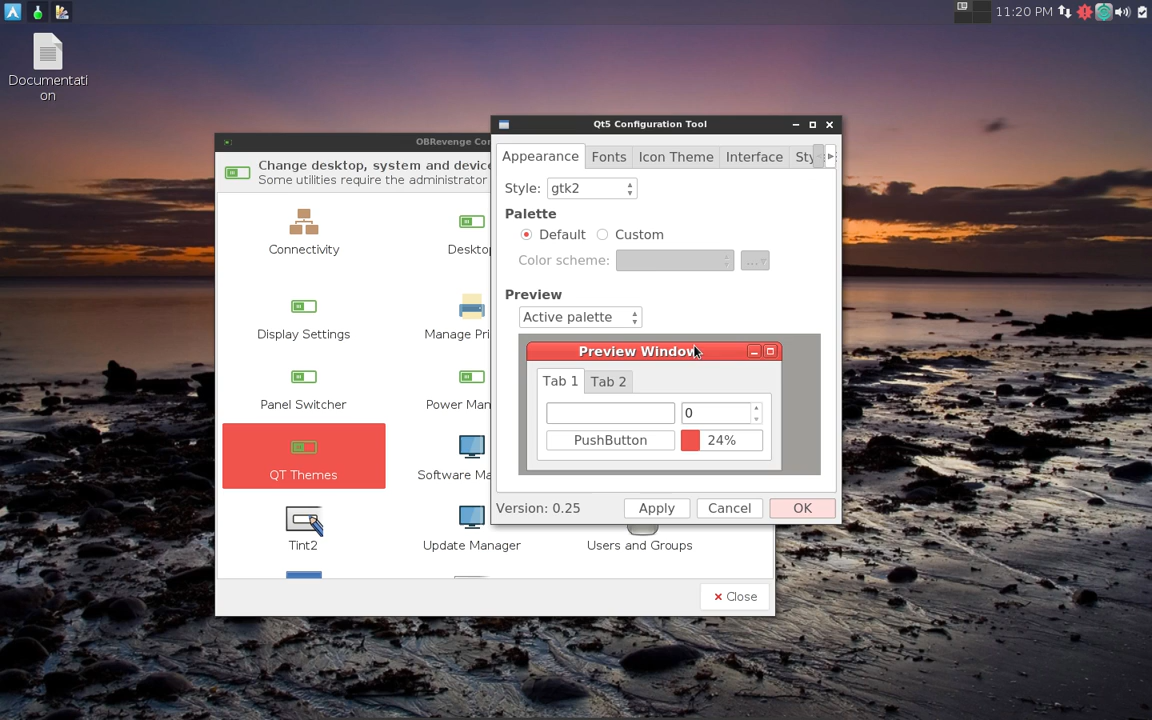 11:20 PM
Documentati
on
OBRevenge Con
Change desktop, system and device
Some utilities require the administrator
Connectivity
Desktop
Display Settings
Manage Pri
Panel Switcher
Power Man
QT Themes
Software Ma
Tint2
Update Manager
Users and Groups
Close
Qt5 Configuration Tool
Appearance
Fonts
Icon Theme
Interface
Sty
Style:
gtk2
Palette
Default
Custom
Color scheme:
...
Preview
Active palette
Preview Window
Tab 1
Tab 2
0
PushButton
24%
Version: 0.25
Apply
Cancel
OK